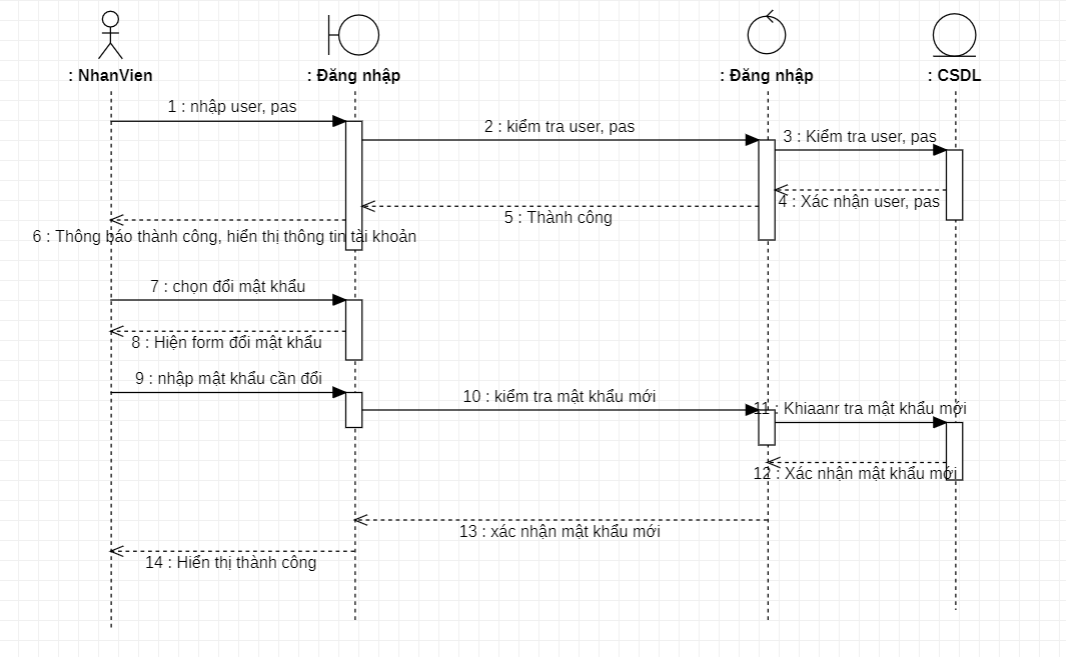 : NhanVien
: Đăng nhập
: Đăng nhập
: CSDL
1 : nhập user, pas
2 : kiểm tra user, pas
3 : Kiểm tra user, pas
4 : Xác nhận user, pas
5 : Thành công
6 : Thông báo thành công, hiển thị thông tin tài khoản
7 : chọn đổi mật khẩu
8 : Hiện form đổi mật khẩu
9 : nhập mật khẩu cần đổi
10 : kiểm tra mật khẩu mới
11 : Khiaanr tra mật khẩu mới
12 : Xác nhận mật khẩu mới
13 : xác nhận mật khẩu mới
14 : Hiển thị thành công